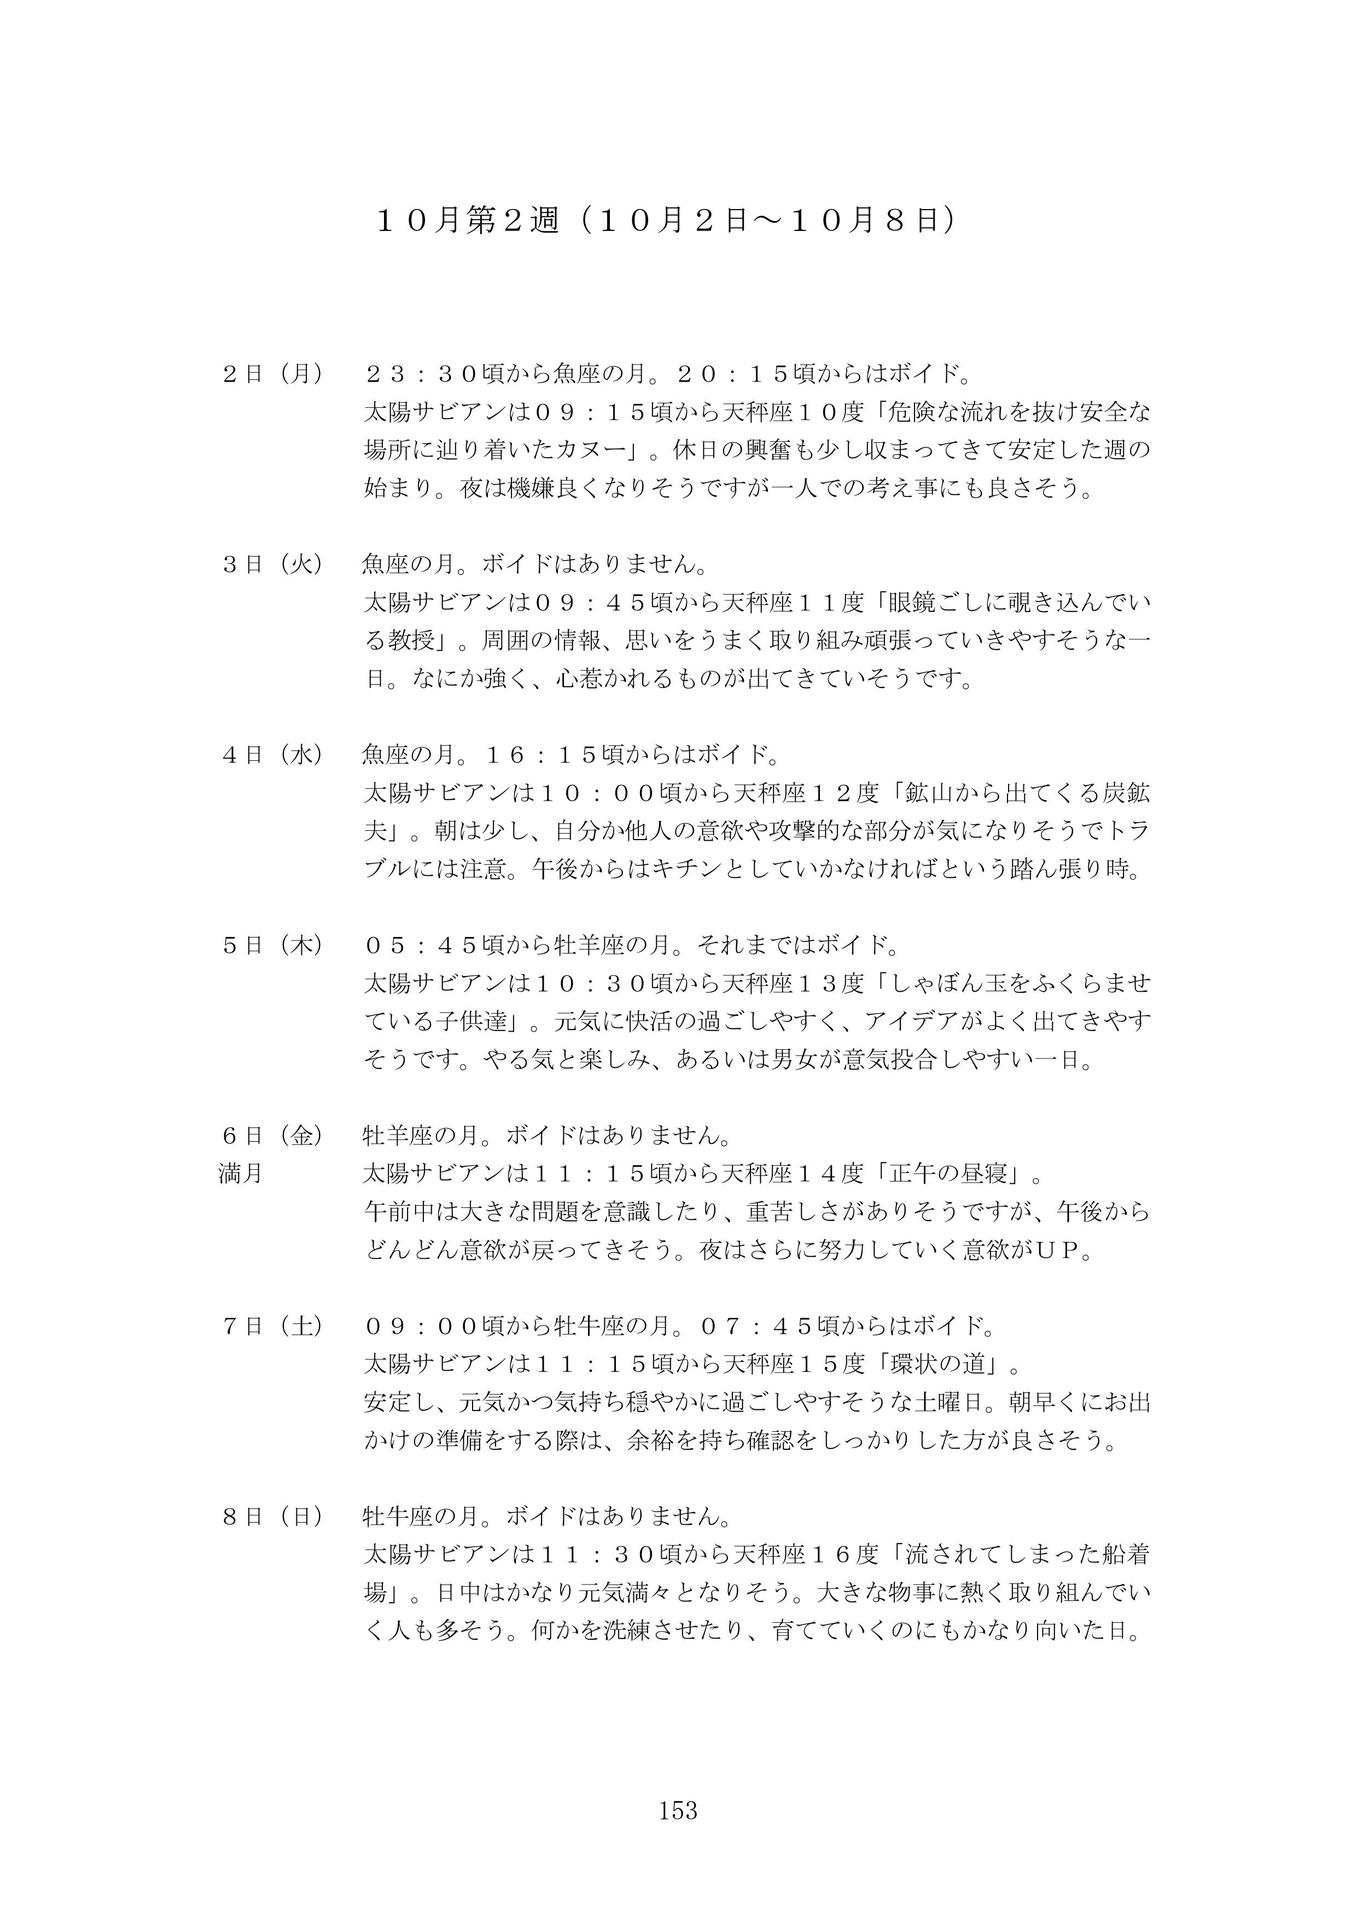 １０月第２週（１０月２日～１０月８日）
２日（月）　２３：３０頃から魚座の月。２０：１５頃からはボイド。
太陽サビアンは０９：１５頃から天秤座１０度「危険な流れを抜け安全な
場所に辿り着いたカヌー」。休日の興奮も少し収まってきて安定した週の
始まり。夜は機嫌良くなりそうですが一人での考え事にも良さそう。
３日（火）　魚座の月。ボイドはありません。
太陽サビアンは０９：４５頃から天秤座１１度「眼鏡ごしに覗き込んでい
る教授」。周囲の情報、思いをうまく取り組み頑張っていきやすそうな一
日。なにか強く、心惹かれるものが出てきていそうです。
４日（水）　魚座の月。１６：１５頃からはボイド。
太陽サビアンは１０：００頃から天秤座１２度「鉱山から出てくる炭鉱
夫」。朝は少し、自分か他人の意欲や攻撃的な部分が気になりそうでトラ
ブルには注意。午後からはキチンとしていかなければという踏ん張り時。
５日（木）　０５：４５頃から牡羊座の月。それまではボイド。
太陽サビアンは１０：３０頃から天秤座１３度「しゃぼん玉をふくらませ
ている子供達」。元気に快活の過ごしやすく、アイデアがよく出てきやす
そうです。やる気と楽しみ、あるいは男女が意気投合しやすい一日。
６日（金）　牡羊座の月。ボイドはありません。
満月　太陽サビアンは１１：１５頃から天秤座１４度「正午の昼寝」。
午前中は大きな問題を意識したり、重苦しさがありそうですが、午後から
どんどん意欲が戻ってきそう。夜はさらに努力していく意欲がＵＰ。
７日（土）　０９：００頃から牡牛座の月。０７：４５頃からはボイド。
太陽サビアンは１１：１５頃から天秤座１５度「環状の道」。
安定し、元気かつ気持ち穏やかに過ごしやすそうな土曜日。朝早くにお出
かけの準備をする際は、余裕を持ち確認をしっかりした方が良さそう。
８日（日）　牡牛座の月。ボイドはありません。
太陽サビアンは１１：３０頃から天秤座１６度「流されてしまった船着
場」。日中はかなり元気満々となりそう。大きな物事に熱く取り組んでい
く人も多そう。何かを洗練させたり、育てていくのにもかなり向いた日。
153